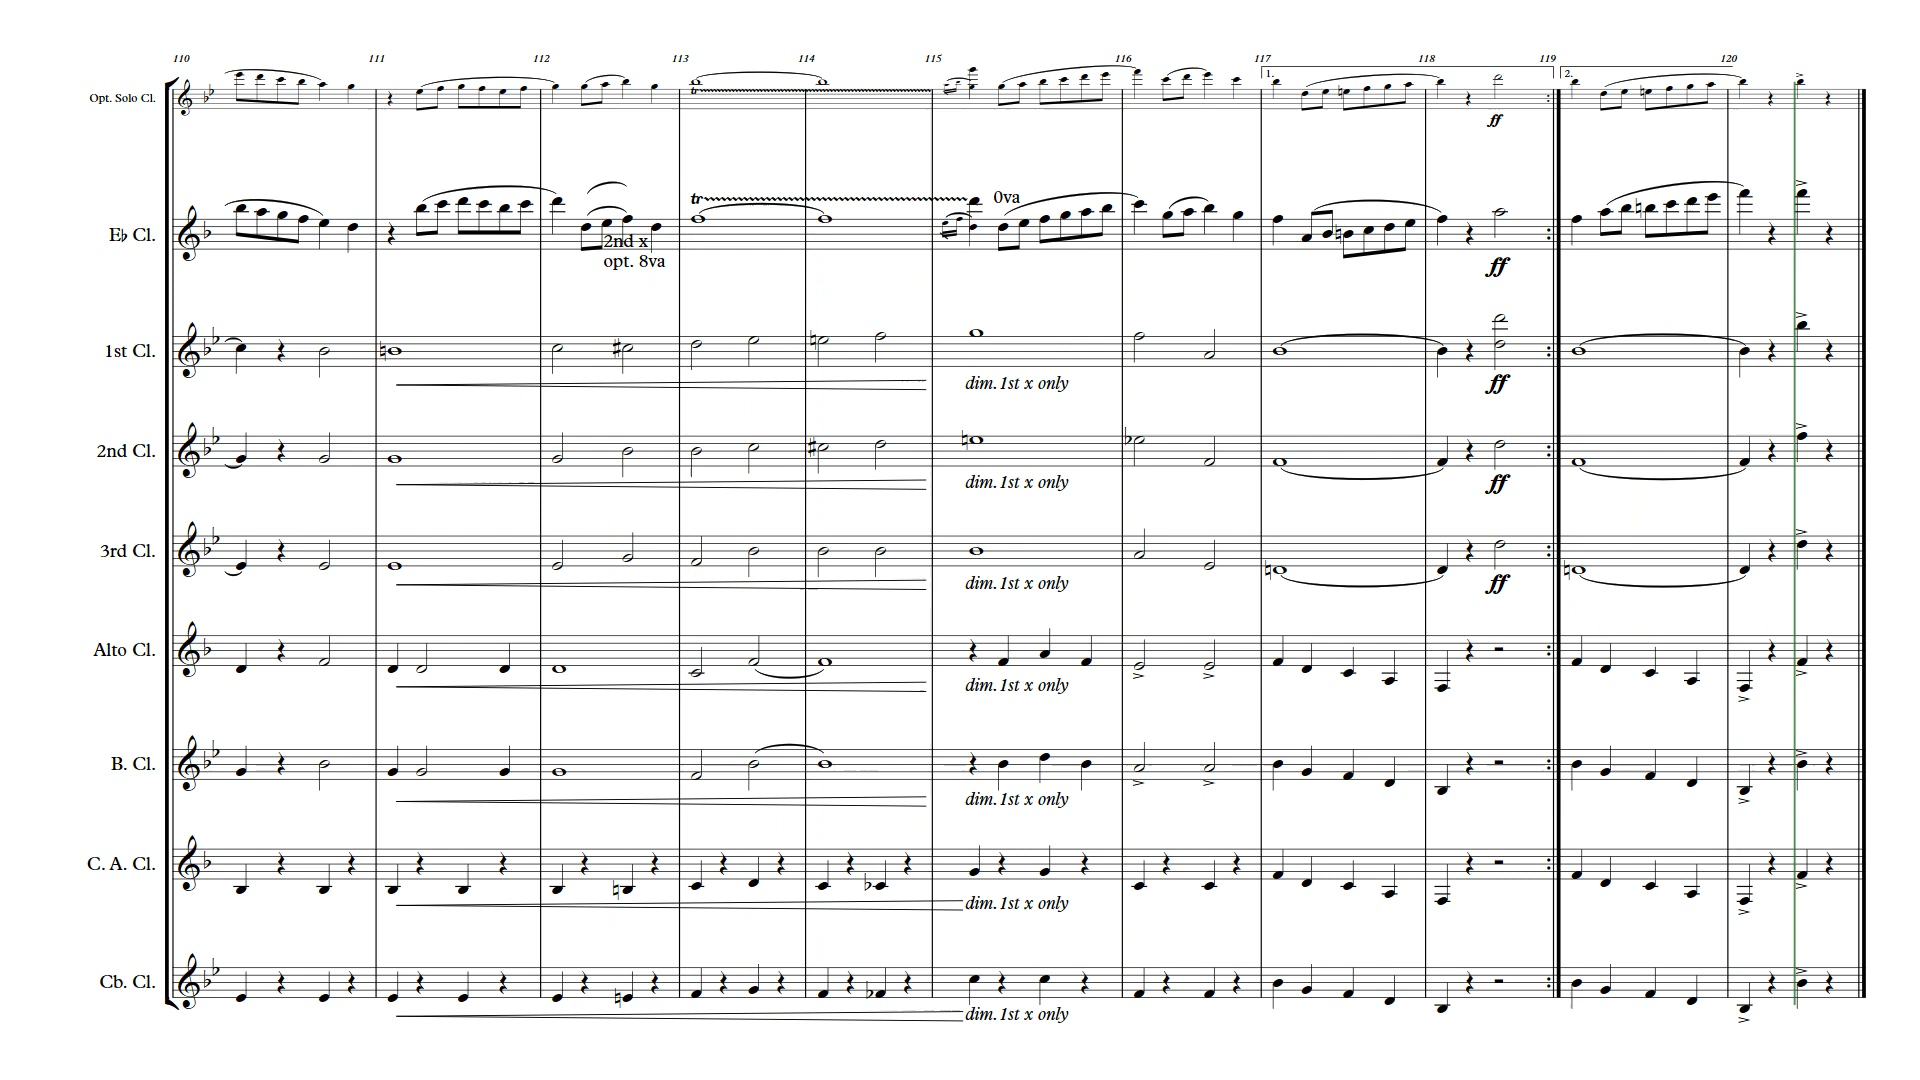 110 111 112 113 114 115 116 117 118 119 120
1. 2.
Opt. Solo Cl.
tr
ff
tr 0va
E♭ Cl.
2nd x
opt. 8va
ff
1st Cl.
dim. 1st x only ff
2nd Cl.
dim. 1st x only ff
3rd Cl.
dim. 1st x only ff
Alto Cl.
dim. 1st x only
B. Cl.
dim. 1st x only
C. A. Cl.
dim. 1st x only
Cb. Cl.
dim. 1st x only